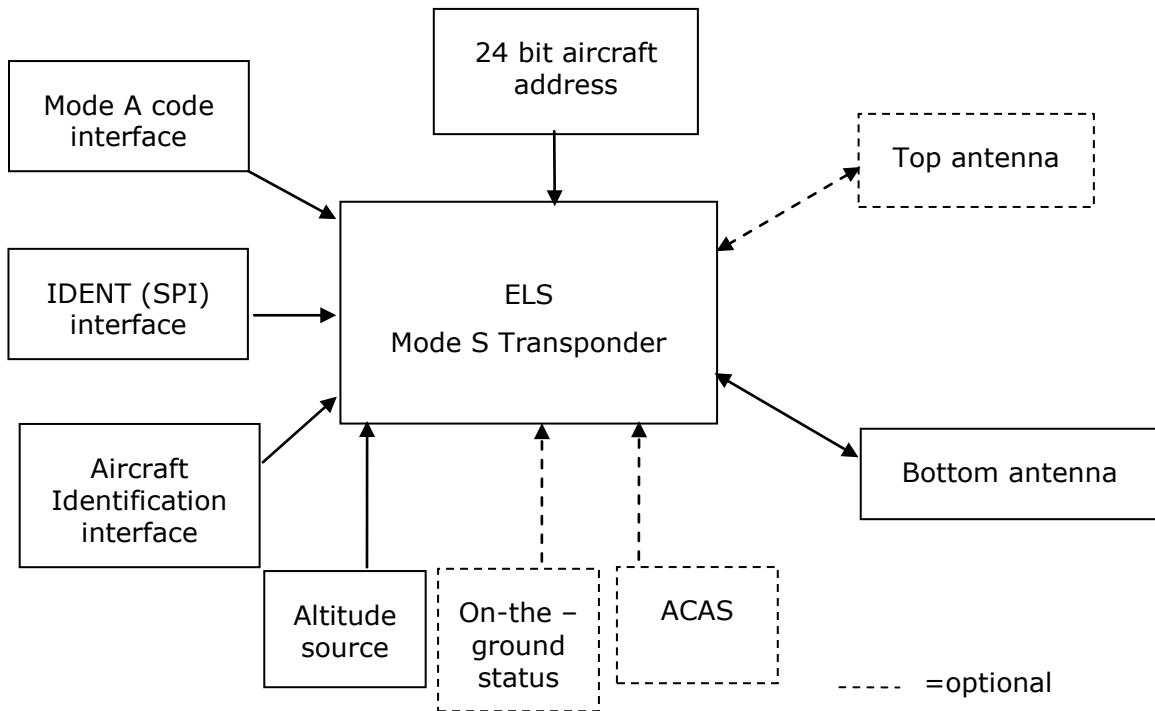 24 bit aircraft
address
Mode A code
interface
Top antenna
IDENT (SPI)
interface
ELS
Mode S Transponder
Aircraft
Identification
interface
Bottom antenna
Altitude
source
On-the –
ground
status
ACAS
=optional